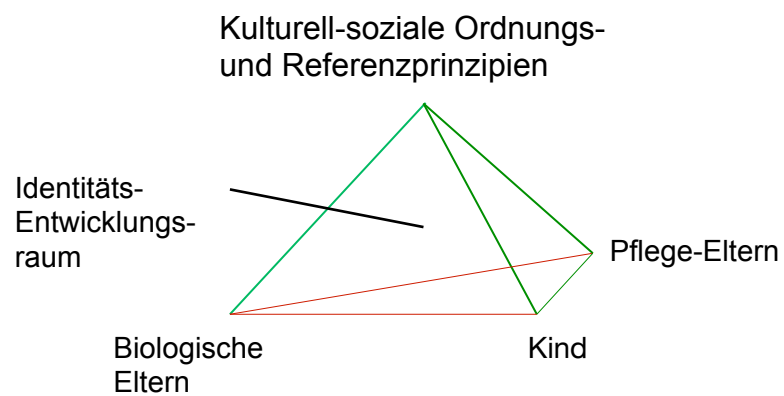 Kulturell-soziale Ordnungs-
und Referenzprinzipien
Identitäts-
Entwicklungs-
raum
Pflege-Eltern
Biologische
Eltern
Kind